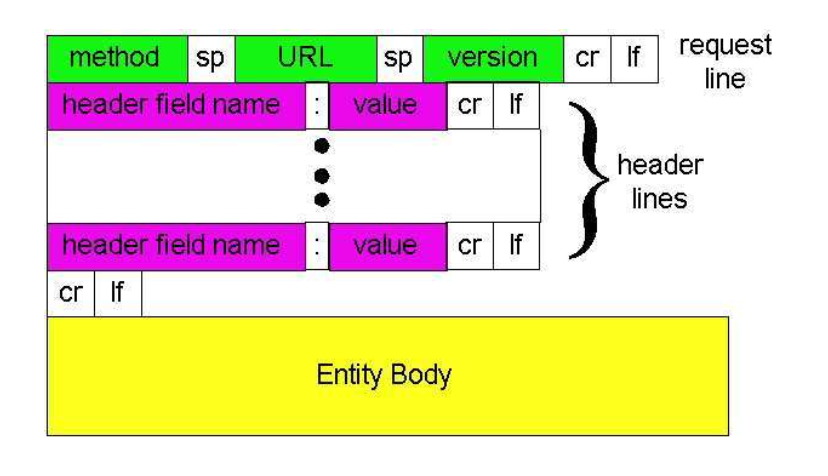 method sp URL sp version cr lf request line
header field name : value cr lf
header lines
header field name : value cr lf
cr lf
Entity Body